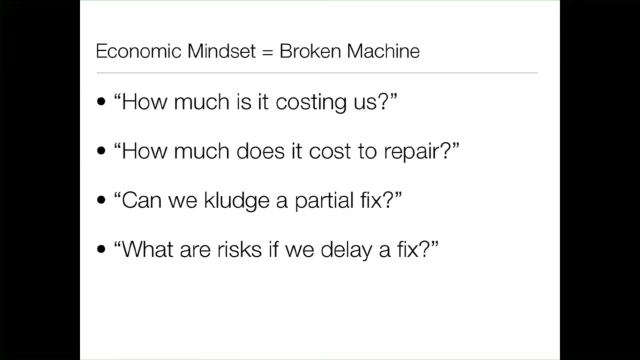 Economic Mindset = Broken Machine
• “How much is it costing us?”
• “How much does it cost to repair?”
• “Can we kludge a partial fix?”
• “What are risks if we delay a fix?”